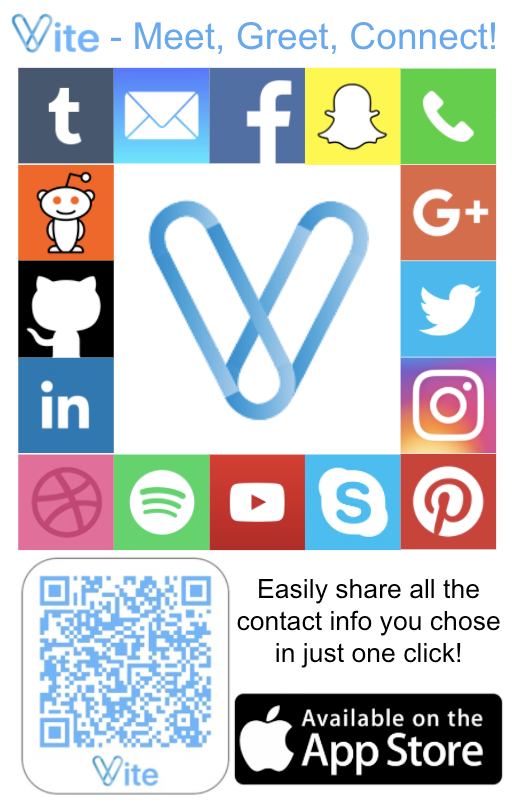 Vite - Meet, Greet, Connect!
t
f
G+
in
S
Easily share all the
contact info you chose
in just one click!
Vite
Available on the
App Store